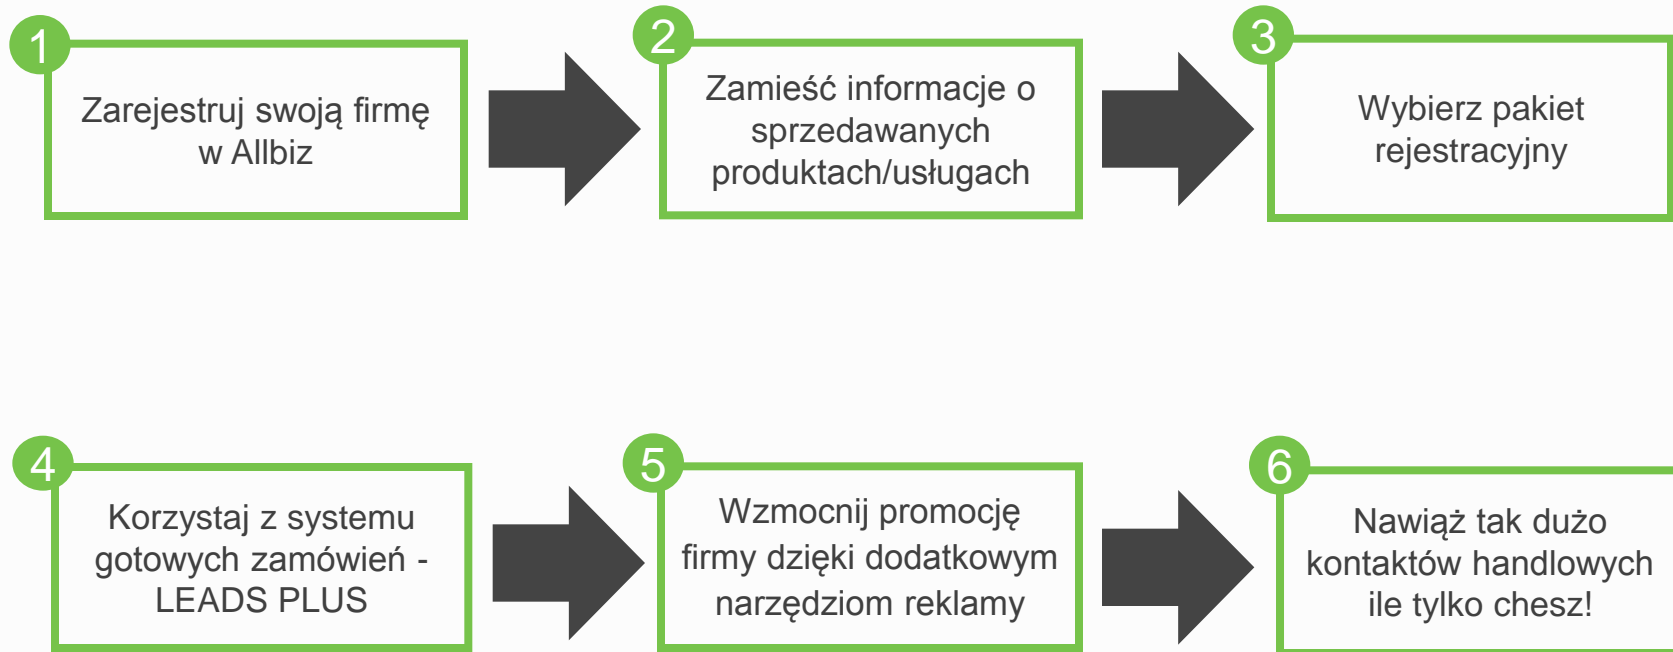 1
Zarejestruj swoją firmę
w Allbiz
2
Zamieść informacje o
sprzedawanych
produktach/usługach
3
Wybierz pakiet
rejestracyjny
4
Korzystaj z systemu
gotowych zamówień -
LEADS PLUS
5
Wzmocnij promocję
firmy dzięki dodatkowym
narzędziom reklamy
6
Nawiąż tak dużo
kontaktów handlowych
ile tylko chesz!